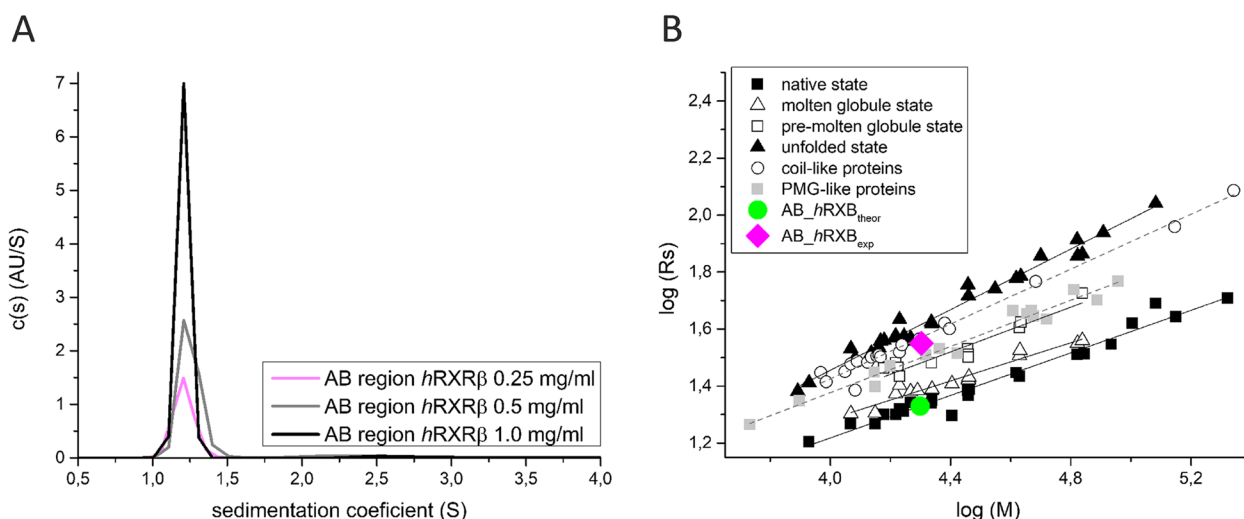 A
7
6
5
4
3
2
1
0
c(s) (AU/S)
AB region hRXRβ 0.25 mg/ml
AB region hRXRβ 0.5 mg/ml
AB region hRXRβ 1.0 mg/ml
0,5 1,0 1,5 2,0 2,5 3,0 3,5 4,0
sedimentation coeficient (S)
B
2,4
2,2
2,0
1,8
1,6
1,4
1,2
log (Rs)
native state
molten globule state
pre-molten globule state
unfolded state
coil-like proteins
PMG-like proteins
AB_hRXBtheor
AB_hRXBexp
4,0 4,4 4,8 5,2
log (M)